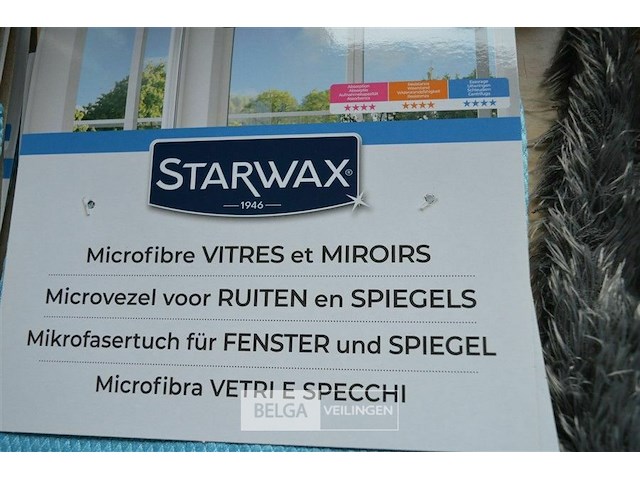 STARWAX®
1946
Microfibre VITRES et MIROIRS
Microvezel voor RUITEN en SPIEGELS
Mikrofasertuch für FENSTER und SPIEGEL
Microfibra VETRI E SPECCHI
BELGA VEILINGEN